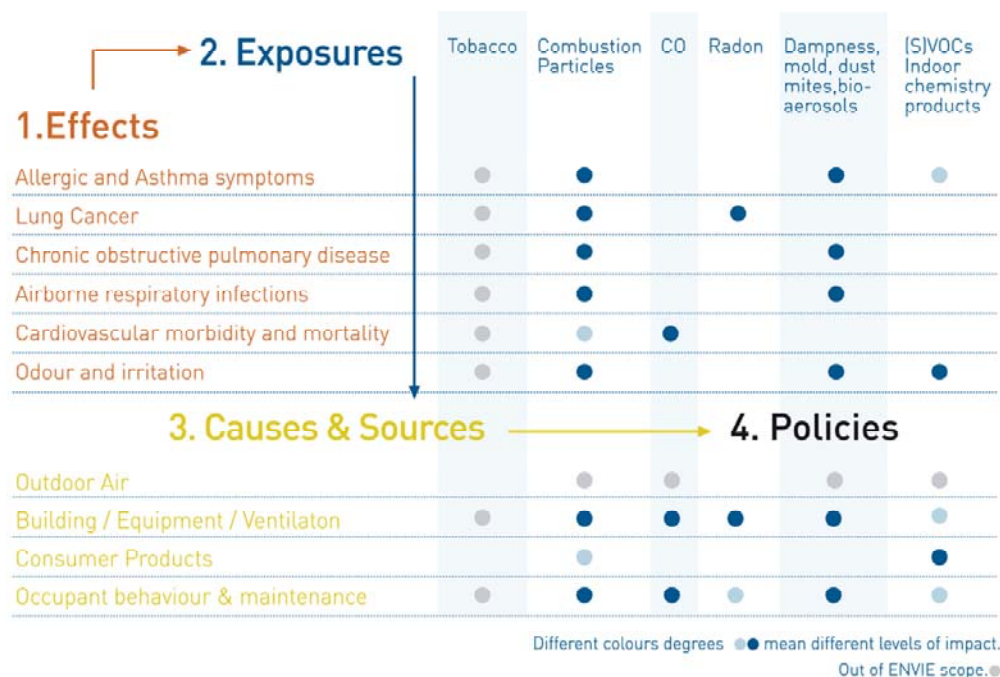 2. Exposures
Tobacco
Combustion
Particles
CO
Radon
Dampness,
mold, dust
mites,bio-
aerosols
(S)VOCs
Indoor
chemistry
products
1.Effects
Allergic and Asthma symptoms
Lung Cancer
Chronic obstructive pulmonary disease
Airborne respiratory infections
Cardiovascular morbidity and mortality
Odour and irritation
3. Causes & Sources
4. Policies
Outdoor Air
Building / Equipment / Ventilaton
Consumer Products
Occupant behaviour & maintenance
Different colours degrees mean different levels of impact.
Out of ENVIE scope.